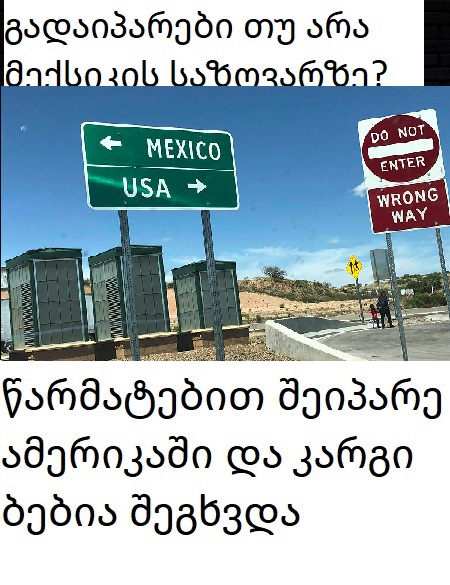 გადაიპარები თუ არა
მექსიკის საზღვარზე?
← MEXICO
USA →
DO NOT
ENTER
WRONG
WAY
წარმატებით შეიპარე
ამერიკაში და კარგი
ბებია შეგხვდა